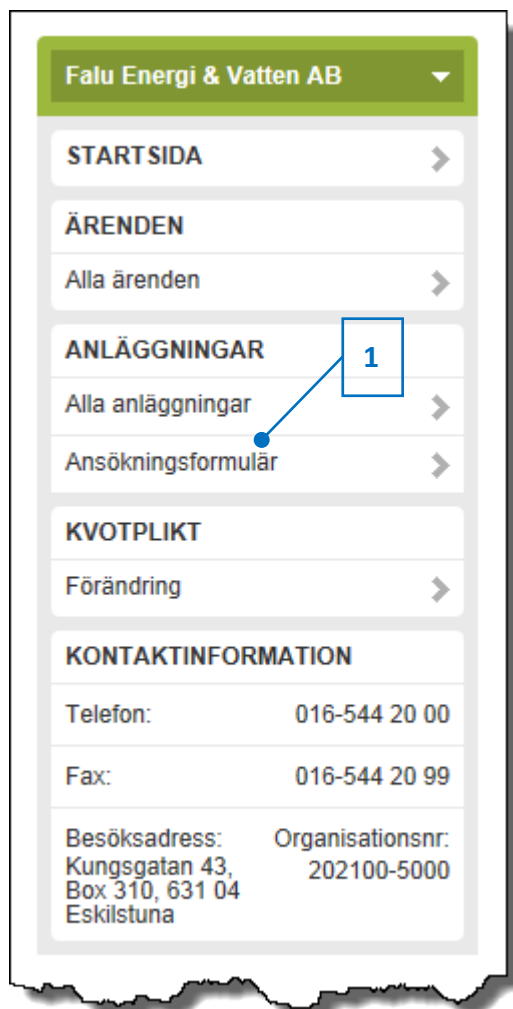 Falu Energi & Vatten AB
STARTSIDA
ÄRENDEN
Alla ärenden
ANLÄGGNINGAR
1
Alla anläggningar
Ansökningsformulär
KVOTPLIKT
Förändring
KONTAKTINFORMATION
Telefon: 016-544 20 00
Fax: 016-544 20 99
Besöksadress: Organisationsnr:
Kungsgatan 43, 202100-5000
Box 310, 631 04
Eskilstuna